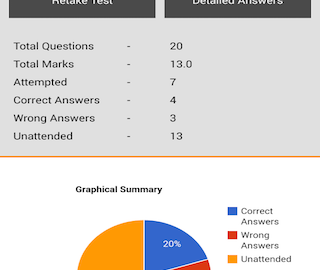 Retake Test Detailed Answers
Total Questions - 20
Total Marks - 13.0
Attempted - 7
Correct Answers - 4
Wrong Answers - 3
Unattended - 13
Graphical Summary
Correct
Answers
Wrong
Answers
Unattended
20%